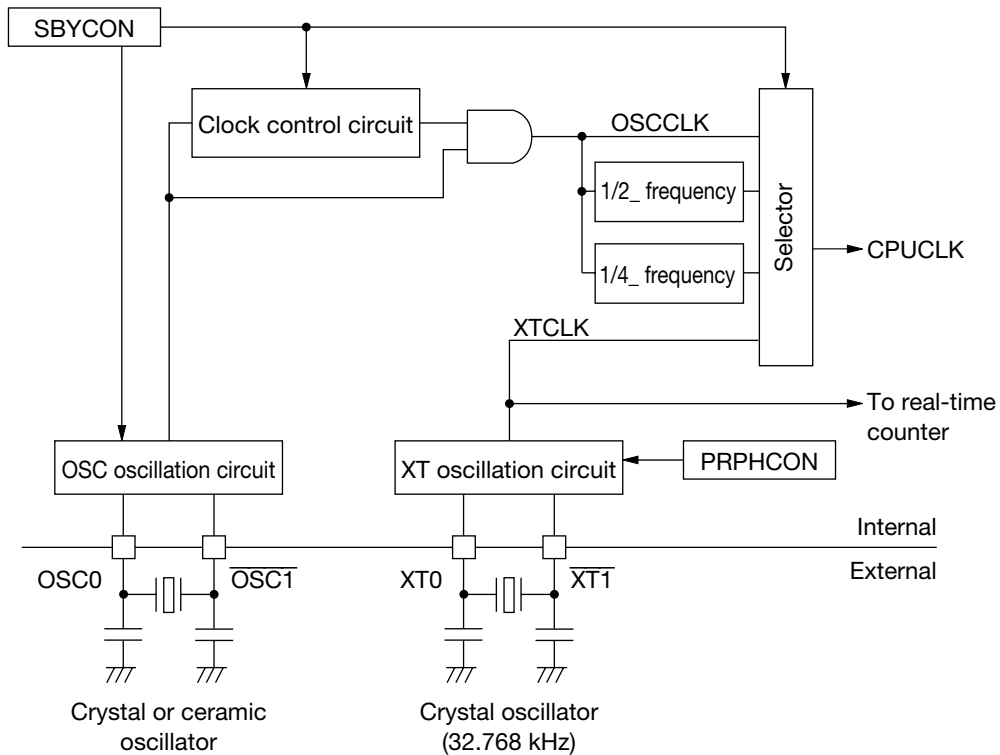 SBYCON
Clock control circuit
OSCCLK
1/2_ frequency
1/4_ frequency
Selector
CPUCLK
XTCLK
To real-time
counter
OSC oscillation circuit
XT oscillation circuit
PRPHCON
Internal
External
OSC0
OSC1
XT0
XT1
Crystal or ceramic
oscillator
Crystal oscillator
(32.768 kHz)